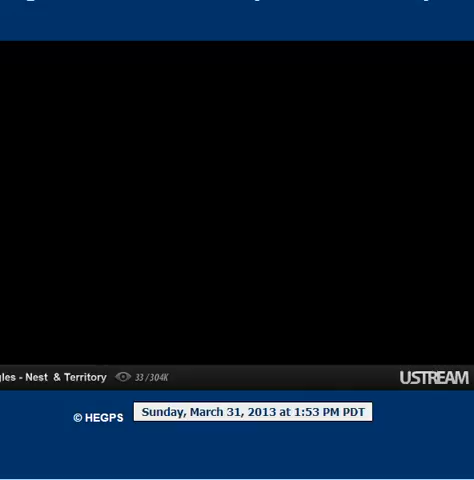 gles - Nest & Territory 33 /304K USTREAM
© HEGPS Sunday, March 31, 2013 at 1:53 PM PDT